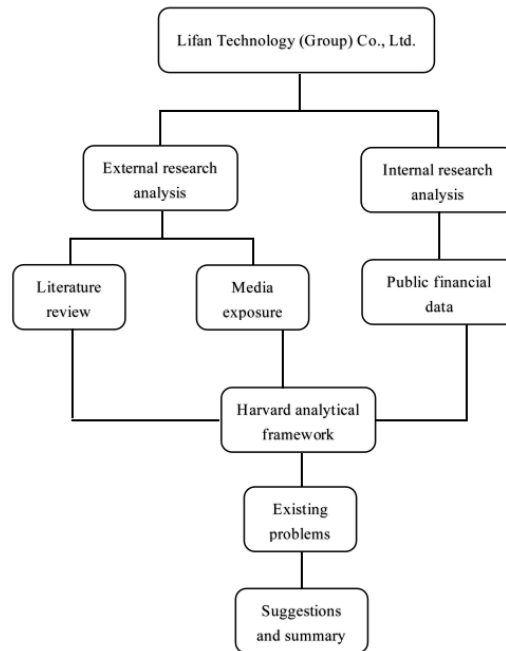 Lifan Technology (Group) Co., Ltd.
External research
analysis
Internal research
analysis
Literature
review
Media
exposure
Public financial
data
Harvard analytical
framework
Existing
problems
Suggestions
and summary